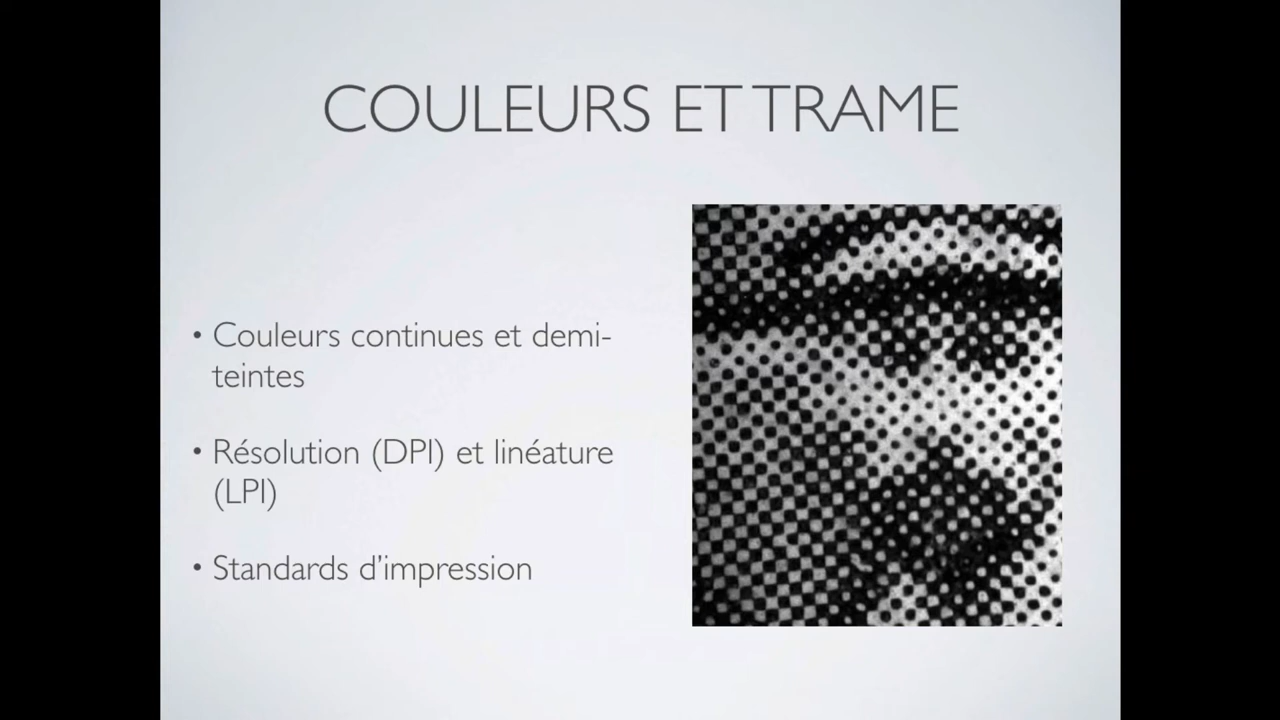 COULEURS ET TRAME
• Couleurs continues et demi-
teintes
• Résolution (DPI) et linéature
(LPI)
• Standards d’impression